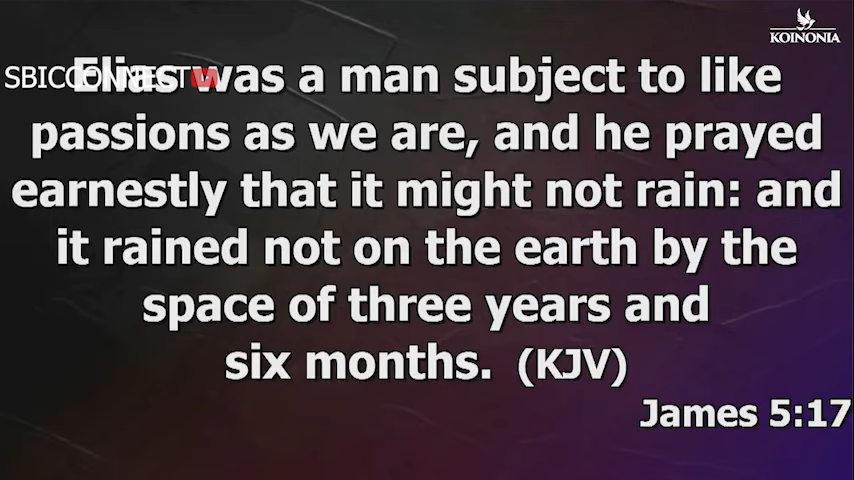 KOINONIA
SBICCONNECT
Elias was a man subject to like
passions as we are, and he prayed
earnestly that it might not rain: and
it rained not on the earth by the
space of three years and
six months. (KJV)
James 5:17